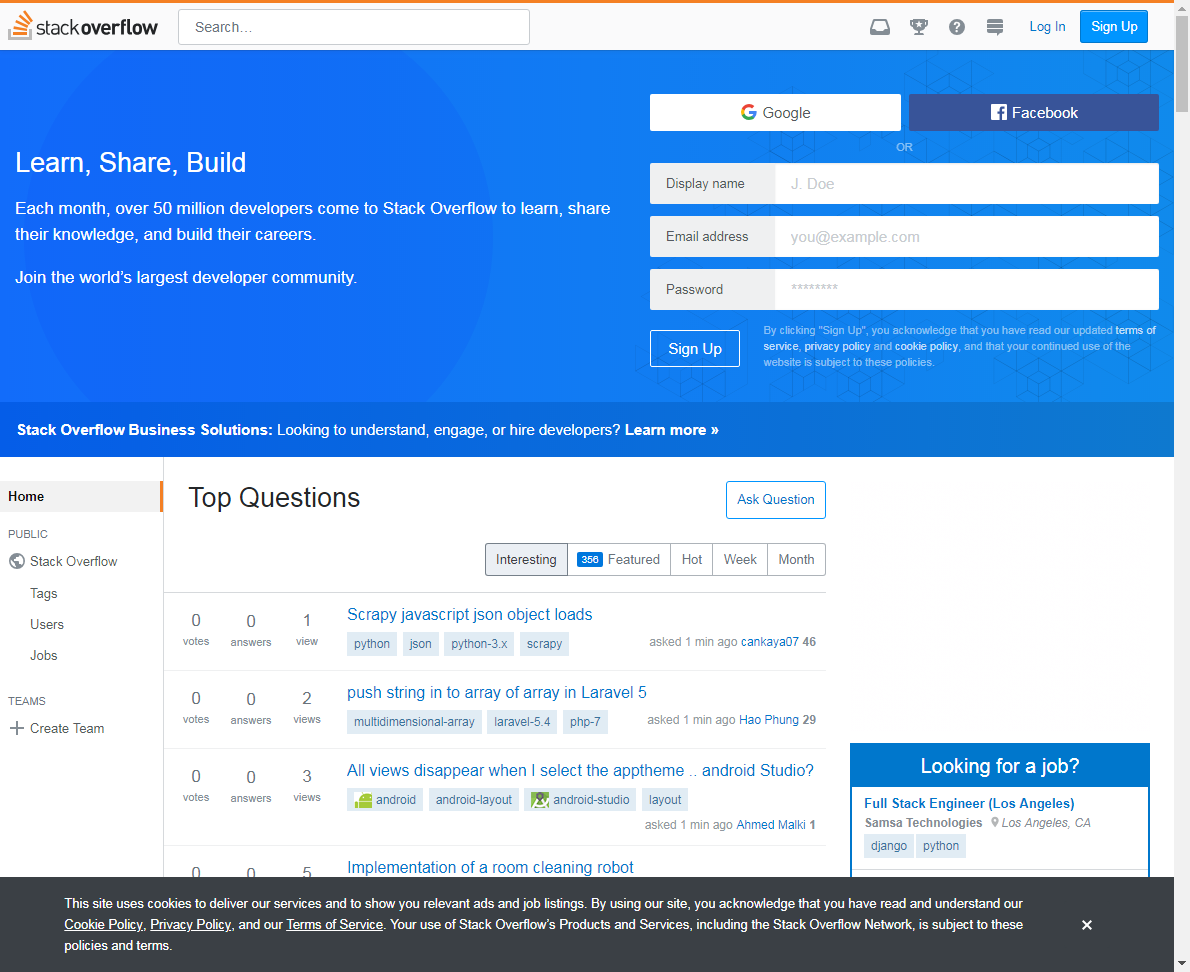 stackoverflow
Search…
Log In
Sign Up
Google
Facebook
OR
Learn, Share, Build
Each month, over 50 million developers come to Stack Overflow to learn, share
their knowledge, and build their careers.
Join the world’s largest developer community.
Display name
J. Doe
Email address
you@example.com
Password
********
Sign Up
By clicking "Sign Up", you acknowledge that you have read our updated terms of
service, privacy policy and cookie policy, and that your continued use of the
website is subject to these policies.
Stack Overflow Business Solutions: Looking to understand, engage, or hire developers? Learn more »
Home
PUBLIC
Stack Overflow
Tags
Users
Jobs
TEAMS
Create Team
Top Questions
Ask Question
Interesting
356 Featured
Hot
Week
Month
0 0 1
votes answers view
Scrapy javascript json object loads
python json python-3.x scrapy
asked 1 min ago cankaya07 46
0 0 2
votes answers views
push string in to array of array in Laravel 5
multidimensional-array laravel-5.4 php-7
asked 1 min ago Hao Phung 29
0 0 3
votes answers views
All views disappear when I select the apptheme .. android Studio?
android android-layout android-studio layout
asked 1 min ago Ahmed Malki 1
0 0 5
Implementation of a room cleaning robot
Looking for a job?
Full Stack Engineer (Los Angeles)
Samsa Technologies Los Angeles, CA
django python
This site uses cookies to deliver our services and to show you relevant ads and job listings. By using our site, you acknowledge that you have read and understand our
Cookie Policy, Privacy Policy, and our Terms of Service. Your use of Stack Overflow’s Products and Services, including the Stack Overflow Network, is subject to these
policies and terms.